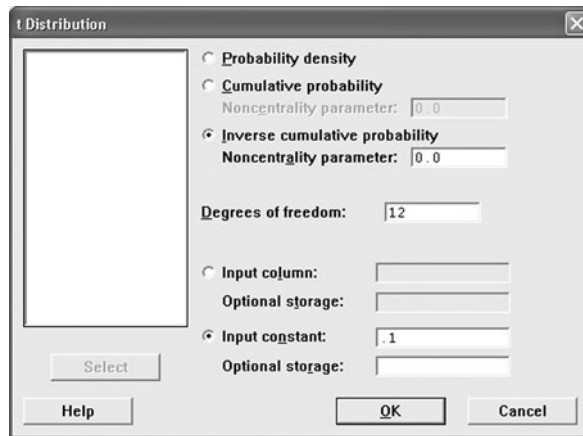 t Distribution
Probability density
Cumulative probability
Noncentrality parameter: 0.0
Inverse cumulative probability
Noncentrality parameter: 0.0
Degrees of freedom: 12
Input column:
Optional storage:
Input constant: .1
Optional storage:
Select
Help
OK
Cancel